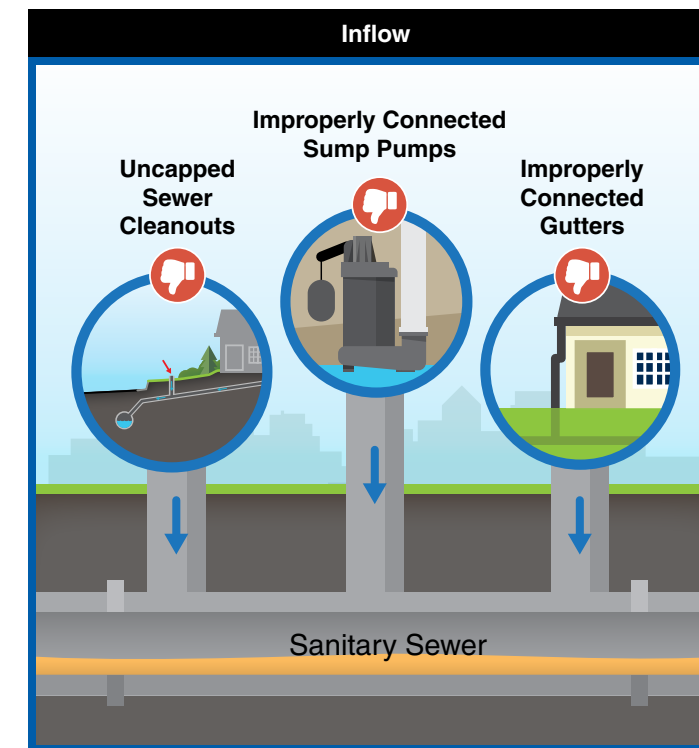 Inflow
Improperly Connected
Sump Pumps
Uncapped
Sewer
Cleanouts
Improperly
Connected
Gutters
Sanitary Sewer